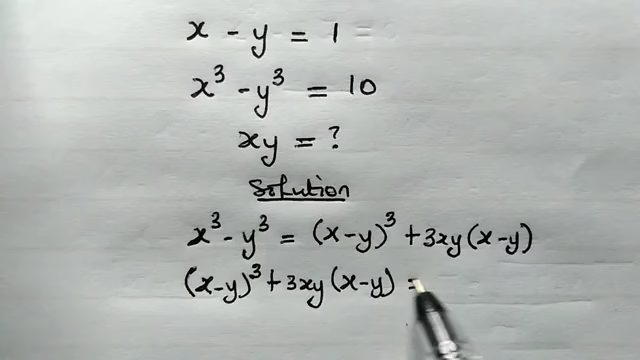 x - y = 1
x³ - y³ = 10
xy = ?
Solution
x³ - y³ = (x-y)³ + 3xy(x-y)
(x-y)³ + 3xy(x-y) =